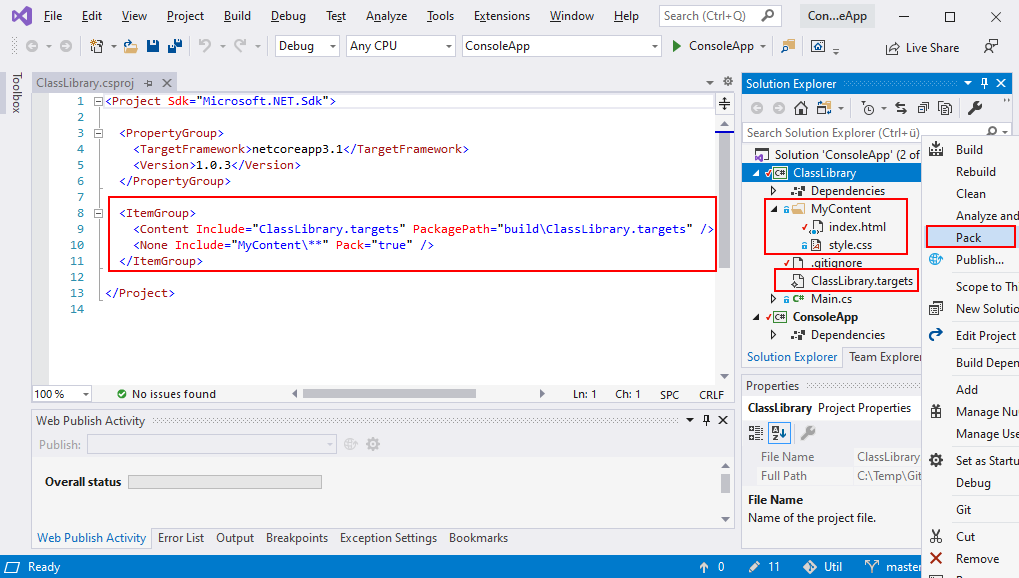 File Edit View Project Build Debug Test Analyze Tools Extensions Window Help Search (Ctrl+Q) Con...eApp
Debug Any CPU ConsoleApp ConsoleApp Live Share
Toolbox
ClassLibrary.csproj
1 <Project Sdk="Microsoft.NET.Sdk">
2
3 <PropertyGroup>
4 <TargetFramework>netcoreapp3.1</TargetFramework>
5 <Version>1.0.3</Version>
6 </PropertyGroup>
7
8 <ItemGroup>
9 <Content Include="ClassLibrary.targets" PackagePath="build\ClassLibrary.targets" />
10 <None Include="MyContent\**" Pack="true" />
11 </ItemGroup>
12
13 </Project>
14
100 % No issues found Ln: 1 Ch: 1 SPC CRLF
Web Publish Activity
Publish:
Overall status
Web Publish Activity Error List Output Breakpoints Exception Settings Bookmarks
Solution Explorer
Search Solution Explorer (Ctrl+ü)
Solution 'ConsoleApp' (2 of
C# ClassLibrary
Dependencies
MyContent
index.html
style.css
.gitignore
ClassLibrary.targets
C# Main.cs
C# ConsoleApp
Dependencies
Solution Explorer Team Explorer
Properties
ClassLibrary Project Properties
File Name ClassLibrary
Full Path C:\Temp\Git
File Name
Name of the project file.
Build
Rebuild
Clean
Analyze and
Pack
Publish...
Scope to Th
New Solutio
Edit Project
Build Depen
Add
Manage Nu
Manage Use
Set as Startu
Debug
Git
Cut
Remove
Ready 0 11 Util master